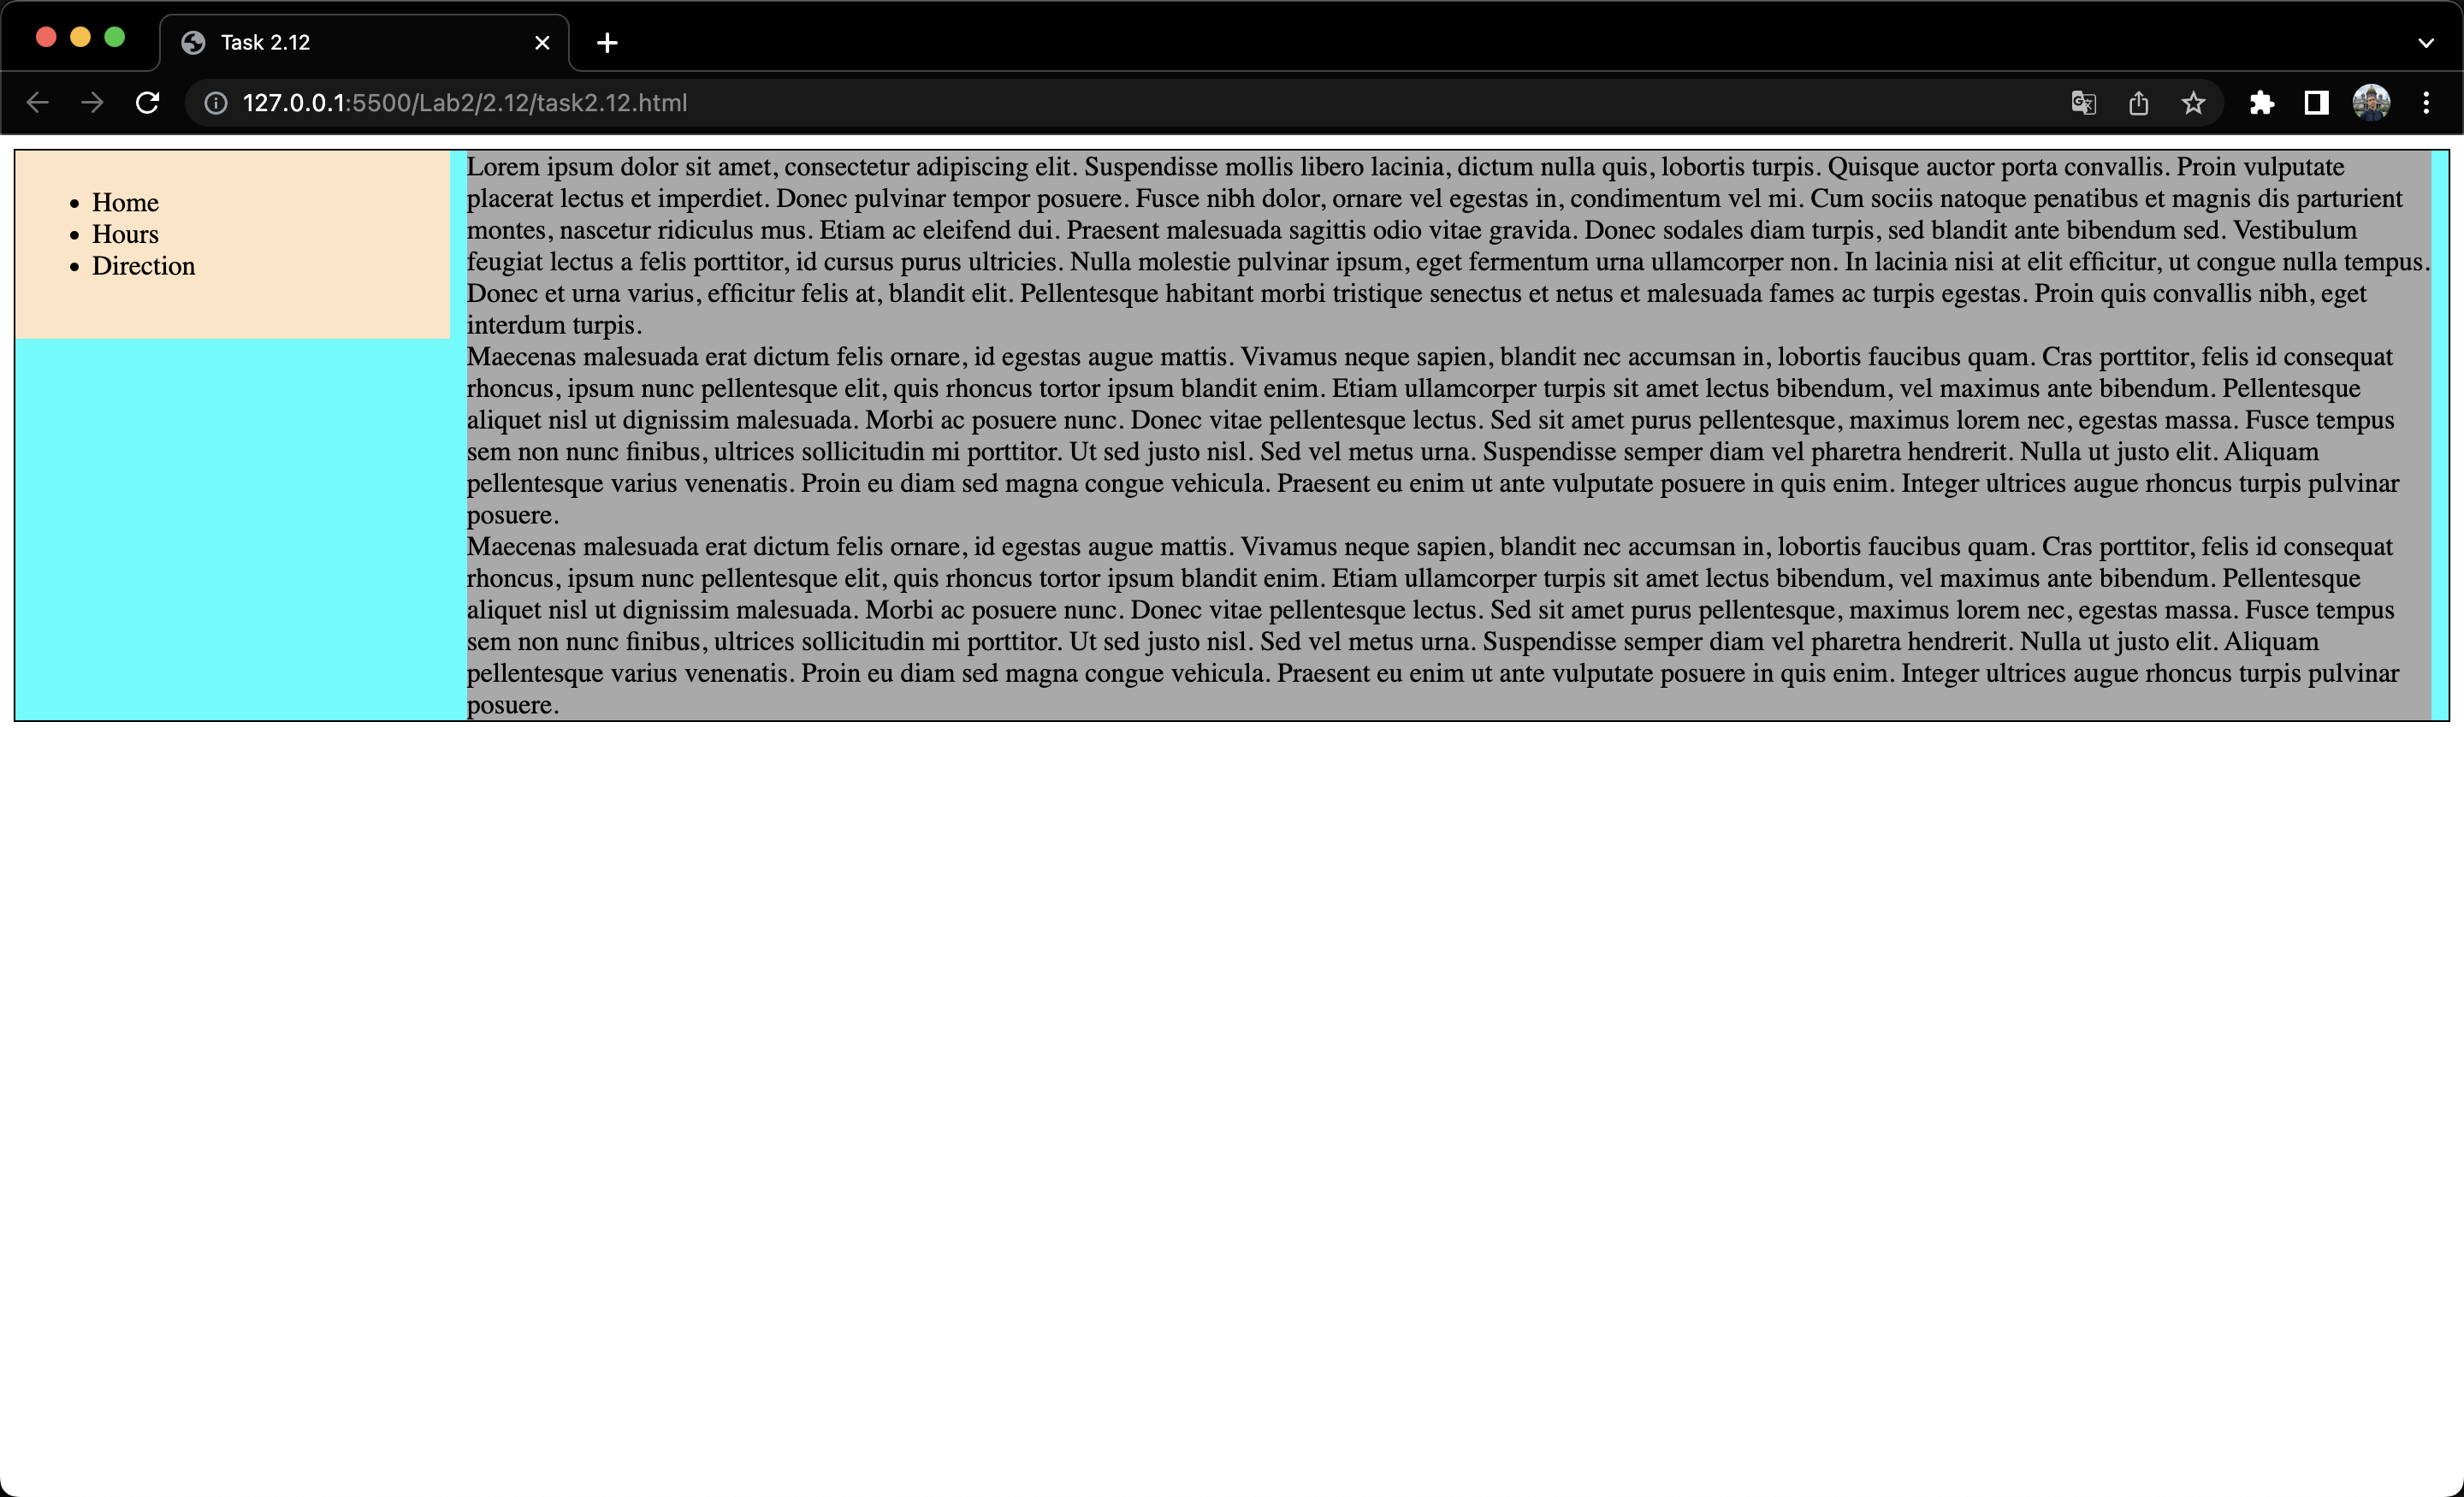 Task 2.12
127.0.0.1:5500/Lab2/2.12/task2.12.html
Home
Hours
Direction
Lorem ipsum dolor sit amet, consectetur adipiscing elit. Suspendisse mollis libero lacinia, dictum nulla quis, lobortis turpis. Quisque auctor porta convallis. Proin vulputate
placerat lectus et imperdiet. Donec pulvinar tempor posuere. Fusce nibh dolor, ornare vel egestas in, condimentum vel mi. Cum sociis natoque penatibus et magnis dis parturient
montes, nascetur ridiculus mus. Etiam ac eleifend dui. Praesent malesuada sagittis odio vitae gravida. Donec sodales diam turpis, sed blandit ante bibendum sed. Vestibulum
feugiat lectus a felis porttitor, id cursus purus ultricies. Nulla molestie pulvinar ipsum, eget fermentum urna ullamcorper non. In lacinia nisi at elit efficitur, ut congue nulla tempus.
Donec et urna varius, efficitur felis at, blandit elit. Pellentesque habitant morbi tristique senectus et netus et malesuada fames ac turpis egestas. Proin quis convallis nibh, eget
interdum turpis.
Maecenas malesuada erat dictum felis ornare, id egestas augue mattis. Vivamus neque sapien, blandit nec accumsan in, lobortis faucibus quam. Cras porttitor, felis id consequat
rhoncus, ipsum nunc pellentesque elit, quis rhoncus tortor ipsum blandit enim. Etiam ullamcorper turpis sit amet lectus bibendum, vel maximus ante bibendum. Pellentesque
aliquet nisl ut dignissim malesuada. Morbi ac posuere nunc. Donec vitae pellentesque lectus. Sed sit amet purus pellentesque, maximus lorem nec, egestas massa. Fusce tempus
sem non nunc finibus, ultrices sollicitudin mi porttitor. Ut sed justo nisl. Sed vel metus urna. Suspendisse semper diam vel pharetra hendrerit. Nulla ut justo elit. Aliquam
pellentesque varius venenatis. Proin eu diam sed magna congue vehicula. Praesent eu enim ut ante vulputate posuere in quis enim. Integer ultrices augue rhoncus turpis pulvinar
posuere.
Maecenas malesuada erat dictum felis ornare, id egestas augue mattis. Vivamus neque sapien, blandit nec accumsan in, lobortis faucibus quam. Cras porttitor, felis id consequat
rhoncus, ipsum nunc pellentesque elit, quis rhoncus tortor ipsum blandit enim. Etiam ullamcorper turpis sit amet lectus bibendum, vel maximus ante bibendum. Pellentesque
aliquet nisl ut dignissim malesuada. Morbi ac posuere nunc. Donec vitae pellentesque lectus. Sed sit amet purus pellentesque, maximus lorem nec, egestas massa. Fusce tempus
sem non nunc finibus, ultrices sollicitudin mi porttitor. Ut sed justo nisl. Sed vel metus urna. Suspendisse semper diam vel pharetra hendrerit. Nulla ut justo elit. Aliquam
pellentesque varius venenatis. Proin eu diam sed magna congue vehicula. Praesent eu enim ut ante vulputate posuere in quis enim. Integer ultrices augue rhoncus turpis pulvinar
posuere.